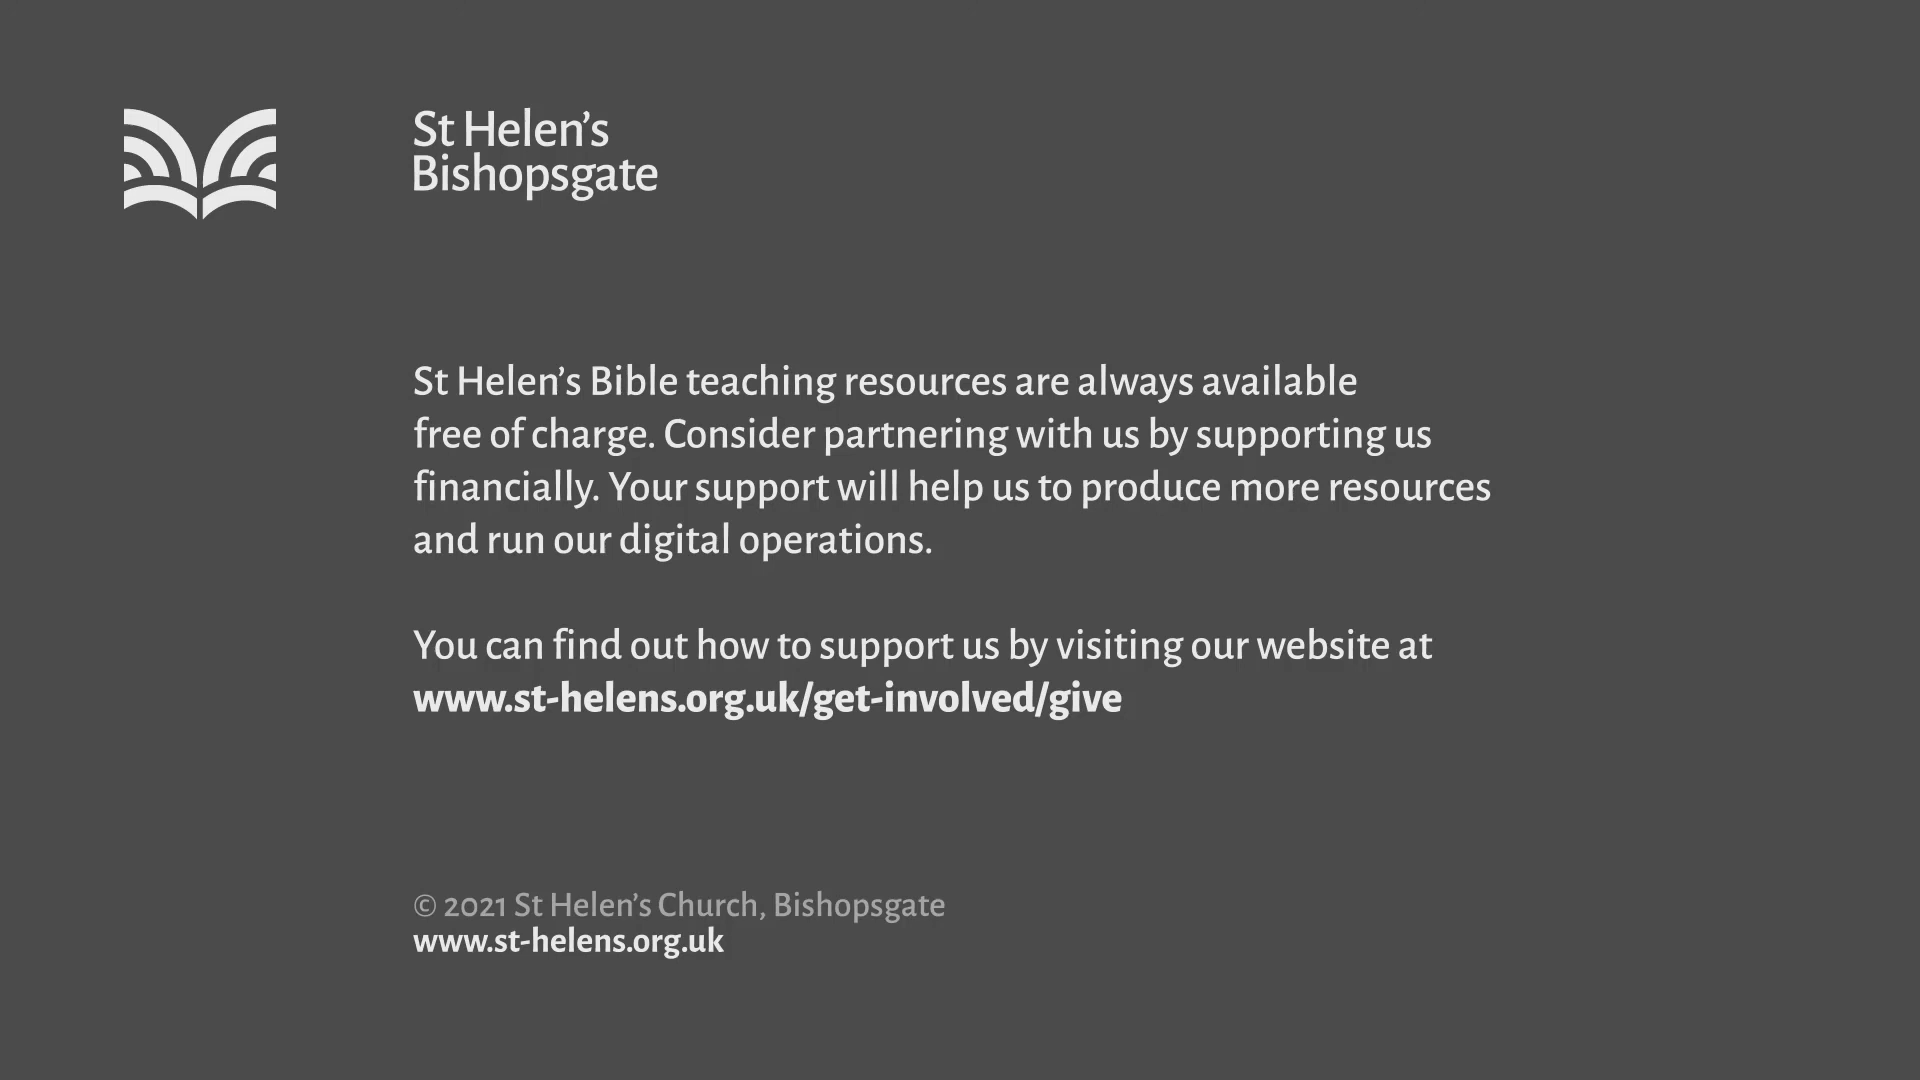 St Helen’s
Bishopsgate
St Helen’s Bible teaching resources are always available
free of charge. Consider partnering with us by supporting us
financially. Your support will help us to produce more resources
and run our digital operations.
You can find out how to support us by visiting our website at
www.st-helens.org.uk/get-involved/give
© 2021 St Helen’s Church, Bishopsgate
www.st-helens.org.uk